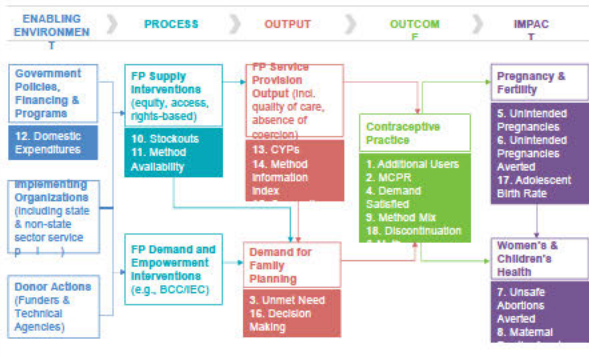 ENABLING
ENVIRONMEN
T
PROCESS
OUTPUT
OUTCOM
E
IMPAC
T
Government
Policies,
Financing &
Programs
12. Domestic
Expenditures
Implementing
Organizations
(including state
& non-state
sector service
Donor Actions
(Funders &
Technical
Agencies)
FP Supply
Interventions
(equity, access,
rights-based)
10. Stockouts
11. Method
Availability
FP Demand and
Empowerment
Interventions
(e.g., BCC/IEC)
FP Service
Provision
Output (Incl.
quality of care,
absence of
coercion)
13. CYPs
14. Method
Information
Index
Demand for
Family
Planning
3. Unmet Need
16. Decision
Making
Contraceptive
Practice
1. Additional Users
2. MCPR
4. Demand
Satisfied
9. Method Mix
18. Discontinuation
Pregnancy &
Fertility
5. Unintended
Pregnancies
6. Unintended
Pregnancies
Averted
17. Adolescent
Birth Rate
Women's &
Children's
Health
7. Unsafe
Abortions
Averted
8. Maternal